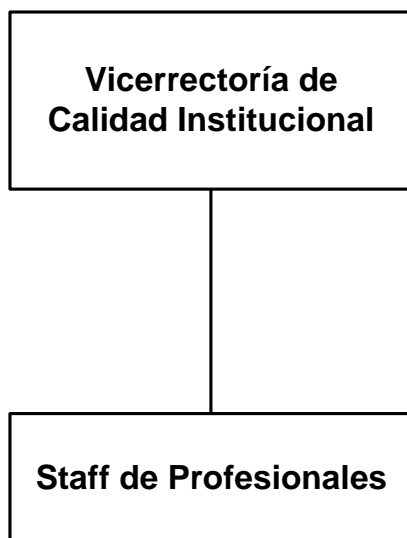 Vicerrectoría de
Calidad Institucional
Staff de Profesionales